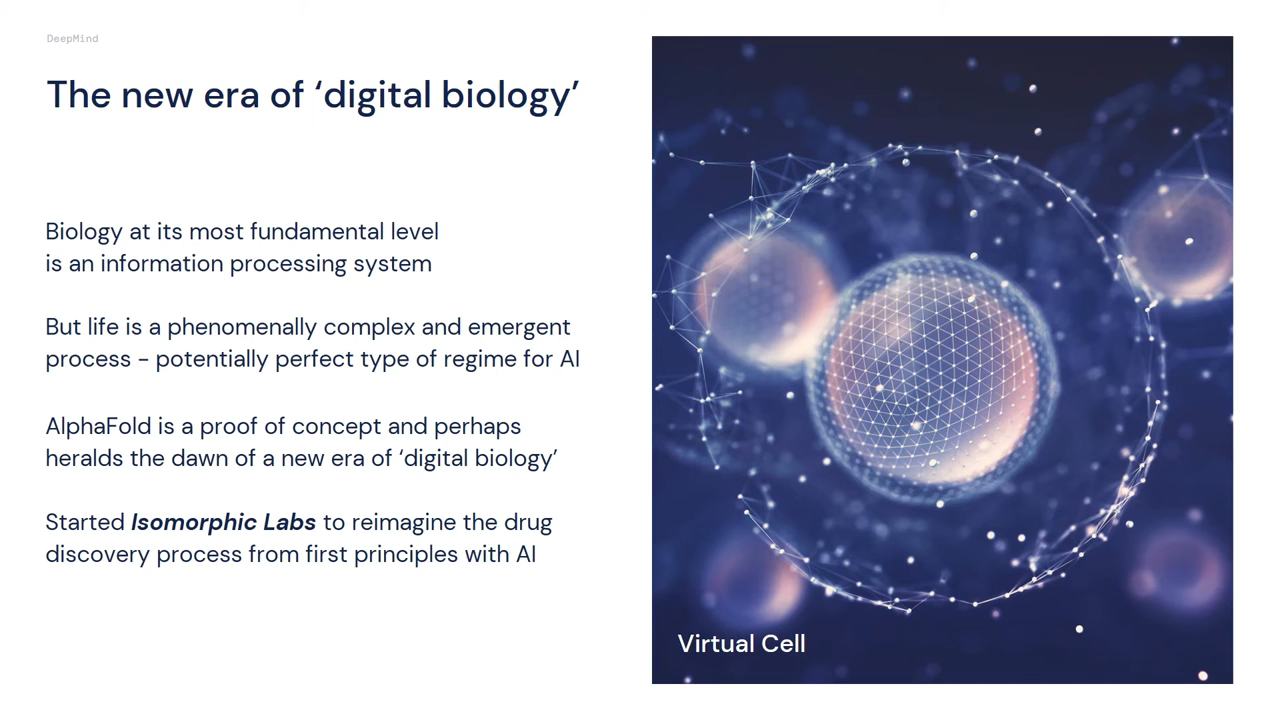 DeepMind
The new era of ‘digital biology’
Biology at its most fundamental level
is an information processing system
But life is a phenomenally complex and emergent
process - potentially perfect type of regime for AI
AlphaFold is a proof of concept and perhaps
heralds the dawn of a new era of ‘digital biology’
Started Isomorphic Labs to reimagine the drug
discovery process from first principles with AI
Virtual Cell